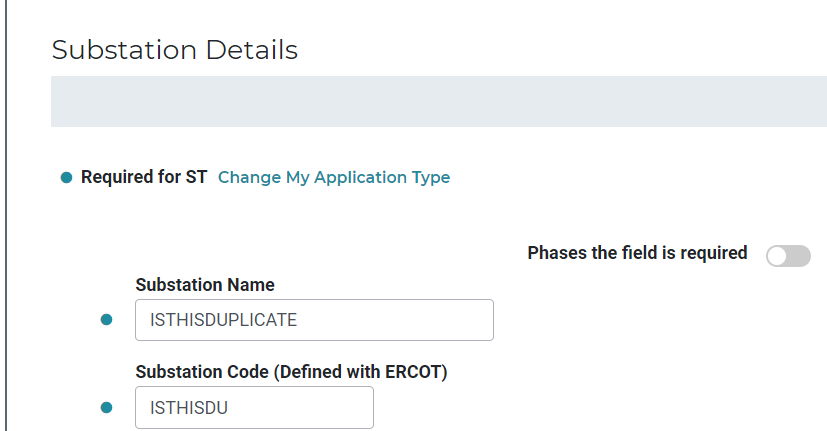 Substation Details
Required for ST Change My Application Type
Phases the field is required
Substation Name
ISTHISDUPLICATE
Substation Code (Defined with ERCOT)
ISTHISDU